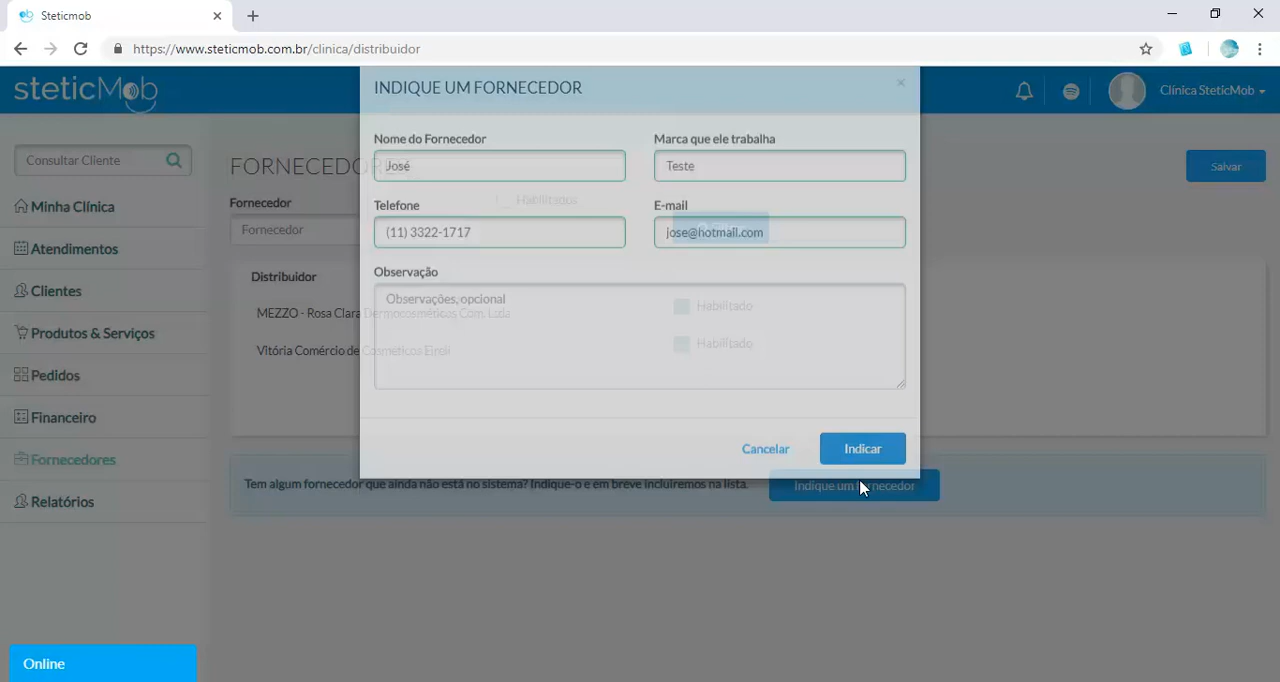 Steticmob
https://www.steticmob.com.br/clinica/distribuidor
steticMob
Clínica SteticMob
INDIQUE UM FORNECEDOR
×
Consultar Cliente
Minha Clínica
Atendimentos
Clientes
Produtos & Serviços
Pedidos
Financeiro
Fornecedores
Relatórios
Online
FORNECEDOR
Salvar
Fornecedor
Fornecedor
Habilitados
Distribuidor
MEZZO - Rosa Clara Dermocosméticos Com. Ltda
Habilitado
Vitória Comércio de Cosméticos Eireli
Habilitado
Nome do Fornecedor
José
Marca que ele trabalha
Teste
Telefone
(11) 3322-1717
E-mail
jose@hotmail.com
Observação
Observações, opcional
Cancelar
Indicar
Tem algum fornecedor que ainda não está no sistema? Indique-o e em breve incluiremos na lista.
Indique um fornecedor